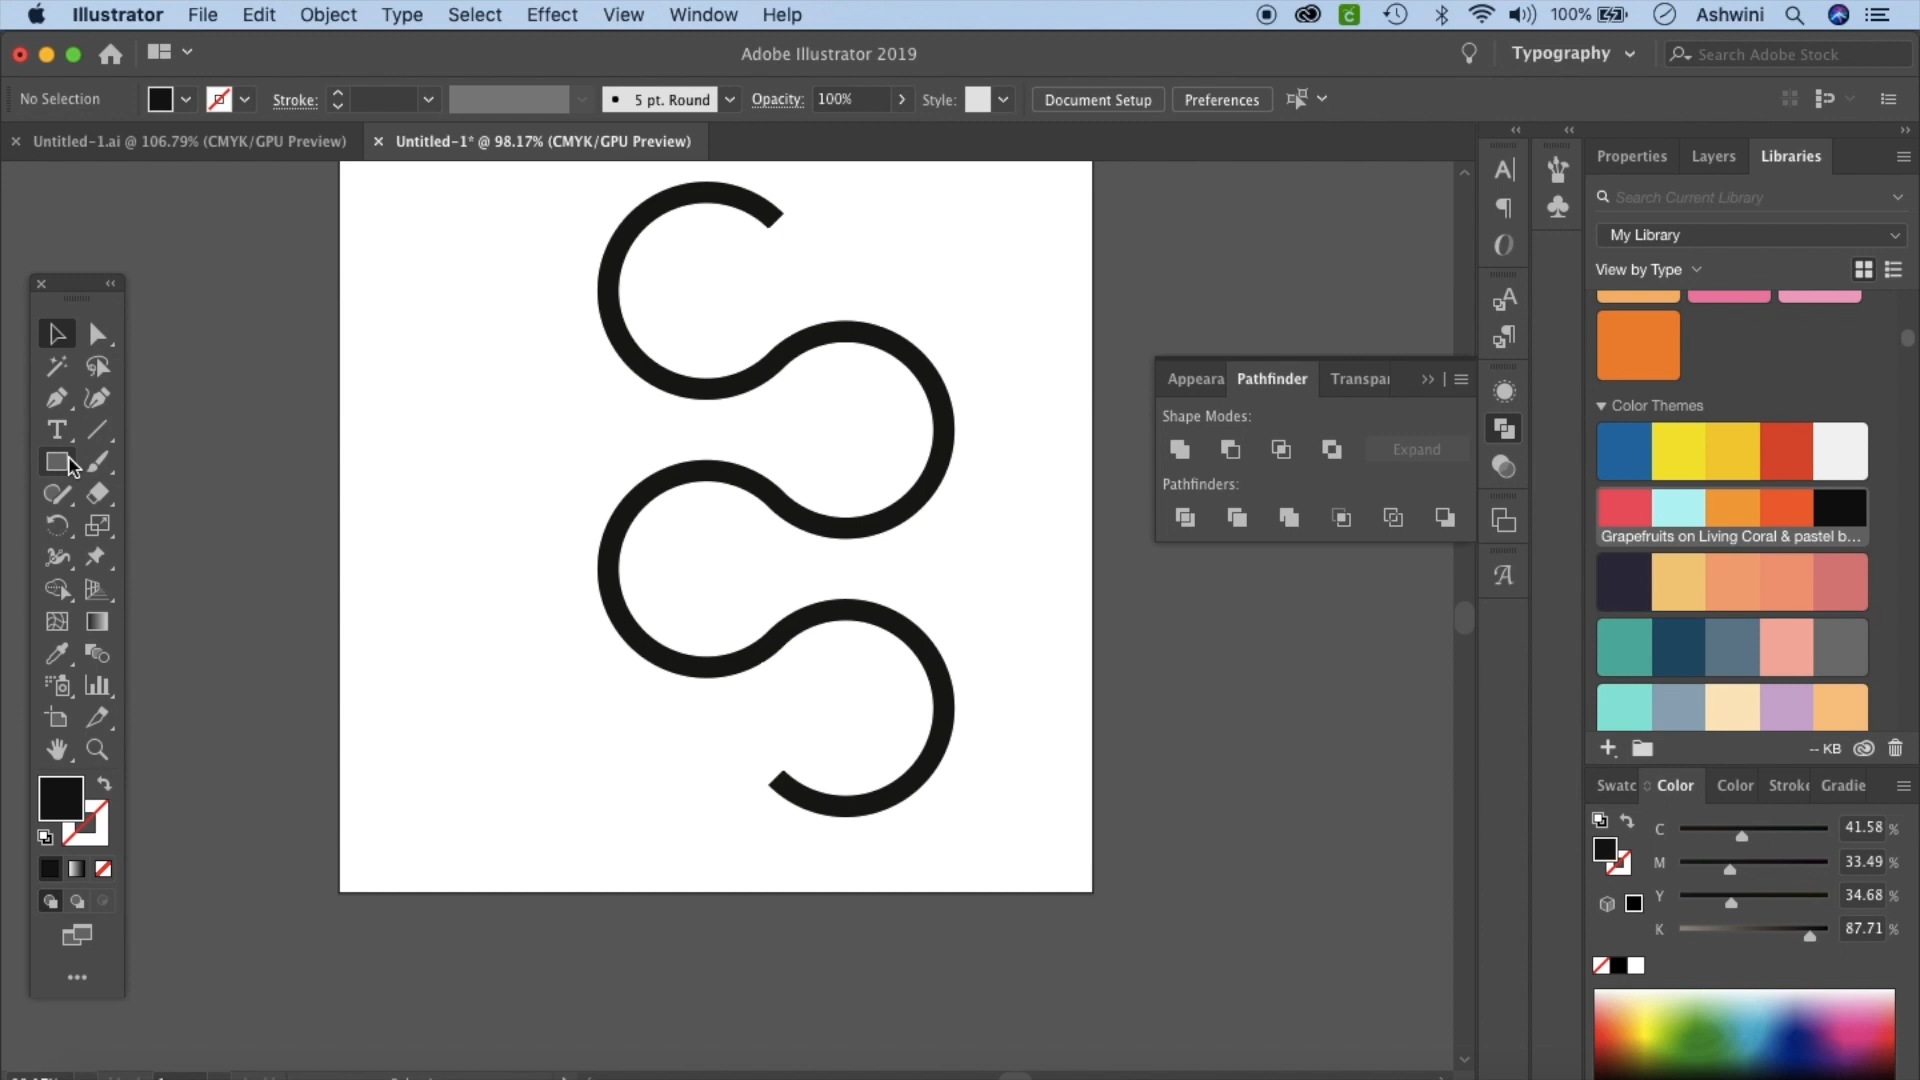 Illustrator File Edit Object Type Select Effect View Window Help
100% Ashwini
Adobe Illustrator 2019
Typography
Search Adobe Stock
No Selection
Stroke:
5 pt. Round
Opacity: 100%
Style:
Document Setup
Preferences
Untitled-1.ai @ 106.79% (CMYK/GPU Preview)
Untitled-1* @ 98.17% (CMYK/GPU Preview)
Properties Layers Libraries
Search Current Library
My Library
View by Type
Appeara Pathfinder Transpar
Shape Modes:
Expand
Pathfinders:
Color Themes
Grapefruits on Living Coral & pastel b...
-- KB
Swatc Color Color Stroke Gradie
C 41.58 %
M 33.49 %
Y 34.68 %
K 87.71 %